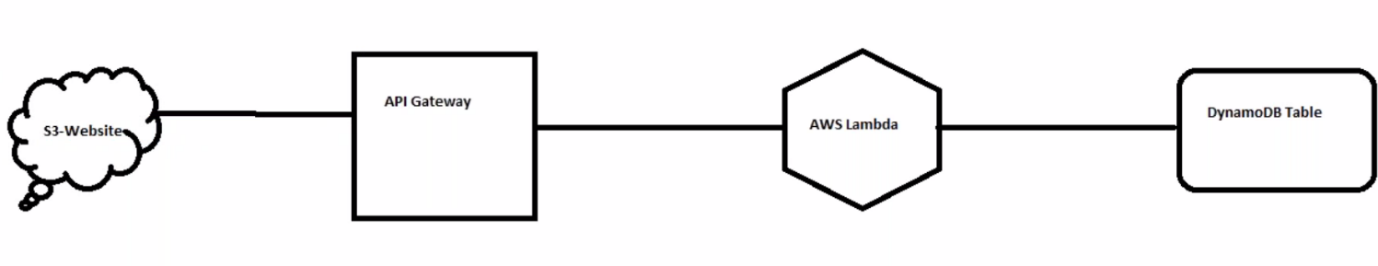 S3-Website
API Gateway
AWS Lambda
DynamoDB Table